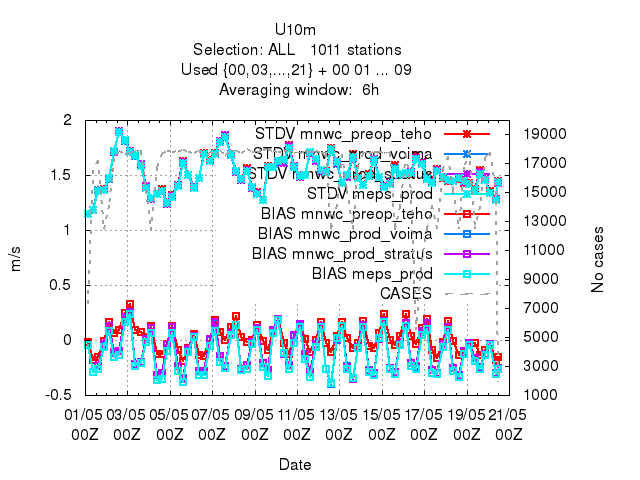 U10m
Selection: ALL   1011 stations
Used {00,03,...,21} + 00 01 ... 09
Averaging window:  6h
2
1.5
1
0.5
0
-0.5
m/s
STDV mnwc_preop_teho
STDV mnwc_prod_voima
STDV mnwc_prod_stratus
STDV meps_prod
BIAS mnwc_preop_teho
BIAS mnwc_prod_voima
BIAS mnwc_prod_stratus
BIAS meps_prod
CASES
19000
17000
15000
13000
11000
9000
7000
5000
3000
1000
No cases
01/05 03/05 05/05 07/05 09/05 11/05 13/05 15/05 17/05 19/05 21/05
00Z 00Z 00Z 00Z 00Z 00Z 00Z 00Z 00Z 00Z 00Z
Date